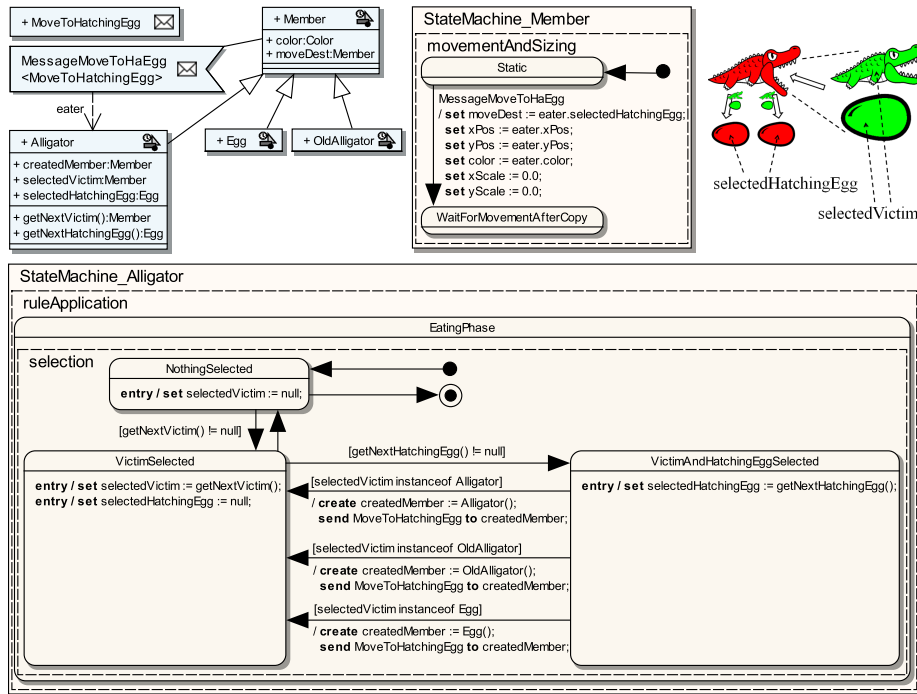 + MoveToHatchingEgg
MessageMoveToHaEgg
<MoveToHatchingEgg>
eater
+ Member
+ color:Color
+ moveDest:Member
+ Egg
+ OldAlligator
+ Alligator
+ createdMember:Member
+ selectedVictim:Member
+ selectedHatchingEgg:Egg
+ getNextVictim():Member
+ getNextHatchingEgg():Egg
StateMachine_Member
movementAndSizing
Static
MessageMoveToHaEgg
/ set moveDest := eater.selectedHatchingEgg;
set xPos := eater.xPos;
set yPos := eater.yPos;
set color := eater.color;
set xScale := 0.0;
set yScale := 0.0;
WaitForMovementAfterCopy
selectedHatchingEgg
selectedVictim
StateMachine_Alligator
ruleApplication
EatingPhase
selection
NothingSelected
entry / set selectedVictim := null;
[getNextVictim() != null]
VictimSelected
entry / set selectedVictim := getNextVictim();
entry / set selectedHatchingEgg := null;
[getNextHatchingEgg() != null]
[selectedVictim instanceof Alligator]
/ create createdMember := Alligator();
send MoveToHatchingEgg to createdMember;
[selectedVictim instanceof OldAlligator]
/ create createdMember := OldAlligator();
send MoveToHatchingEgg to createdMember;
[selectedVictim instanceof Egg]
/ create createdMember := Egg();
send MoveToHatchingEgg to createdMember;
VictimAndHatchingEggSelected
entry / set selectedHatchingEgg := getNextHatchingEgg();